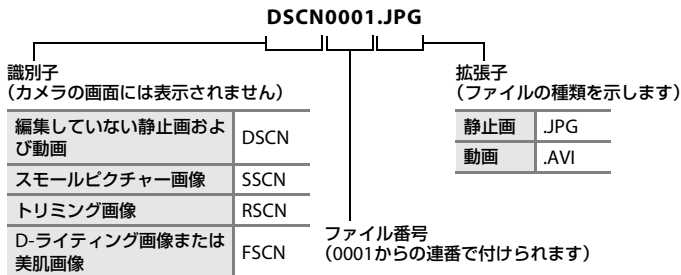 DSCN0001.JPG
識別子
（カメラの画面には表示されません）
編集していない静止画およ
び動画
DSCN
スモールピクチャー画像
SSCN
トリミング画像
RSCN
D-ライティング画像または
美肌画像
FSCN
ファイル番号
（0001からの連番で付けられます）
拡張子
（ファイルの種類を示します）
静止画
.JPG
動画
.AVI